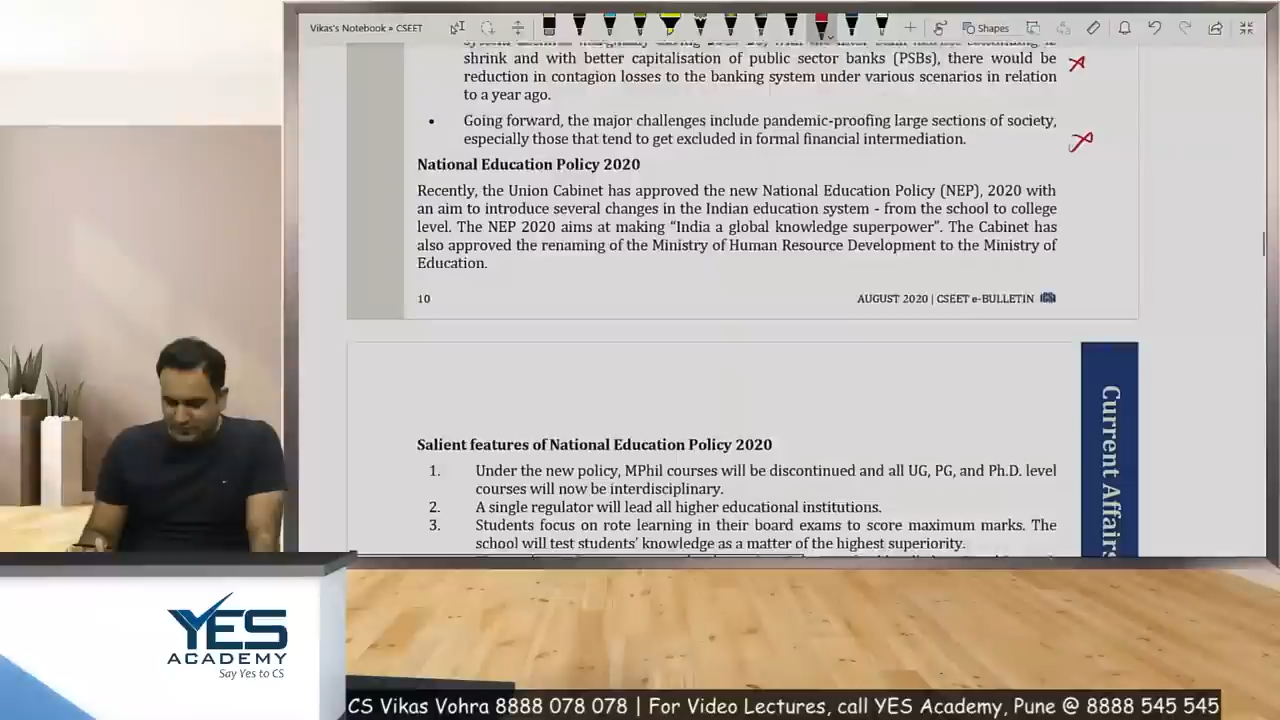 Vikas's Notebook » CSEET
Shapes
shrink and with better capitalisation of public sector banks (PSBs), there would be
reduction in contagion losses to the banking system under various scenarios in relation
to a year ago.
• Going forward, the major challenges include pandemic-proofing large sections of society,
especially those that tend to get excluded in formal financial intermediation.
National Education Policy 2020
Recently, the Union Cabinet has approved the new National Education Policy (NEP), 2020 with
an aim to introduce several changes in the Indian education system - from the school to college
level. The NEP 2020 aims at making “India a global knowledge superpower”. The Cabinet has
also approved the renaming of the Ministry of Human Resource Development to the Ministry of
Education.
10 AUGUST 2020 | CSEET e-BULLETIN
Current Affairs
Salient features of National Education Policy 2020
1. Under the new policy, MPhil courses will be discontinued and all UG, PG, and Ph.D. level
courses will now be interdisciplinary.
2. A single regulator will lead all higher educational institutions.
3. Students focus on rote learning in their board exams to score maximum marks. The
school will test students’ knowledge as a matter of the highest superiority.
YES
ACADEMY
Say Yes to CS
CS Vikas Vohra 8888 078 078 | For Video Lectures, call YES Academy, Pune @ 8888 545 545